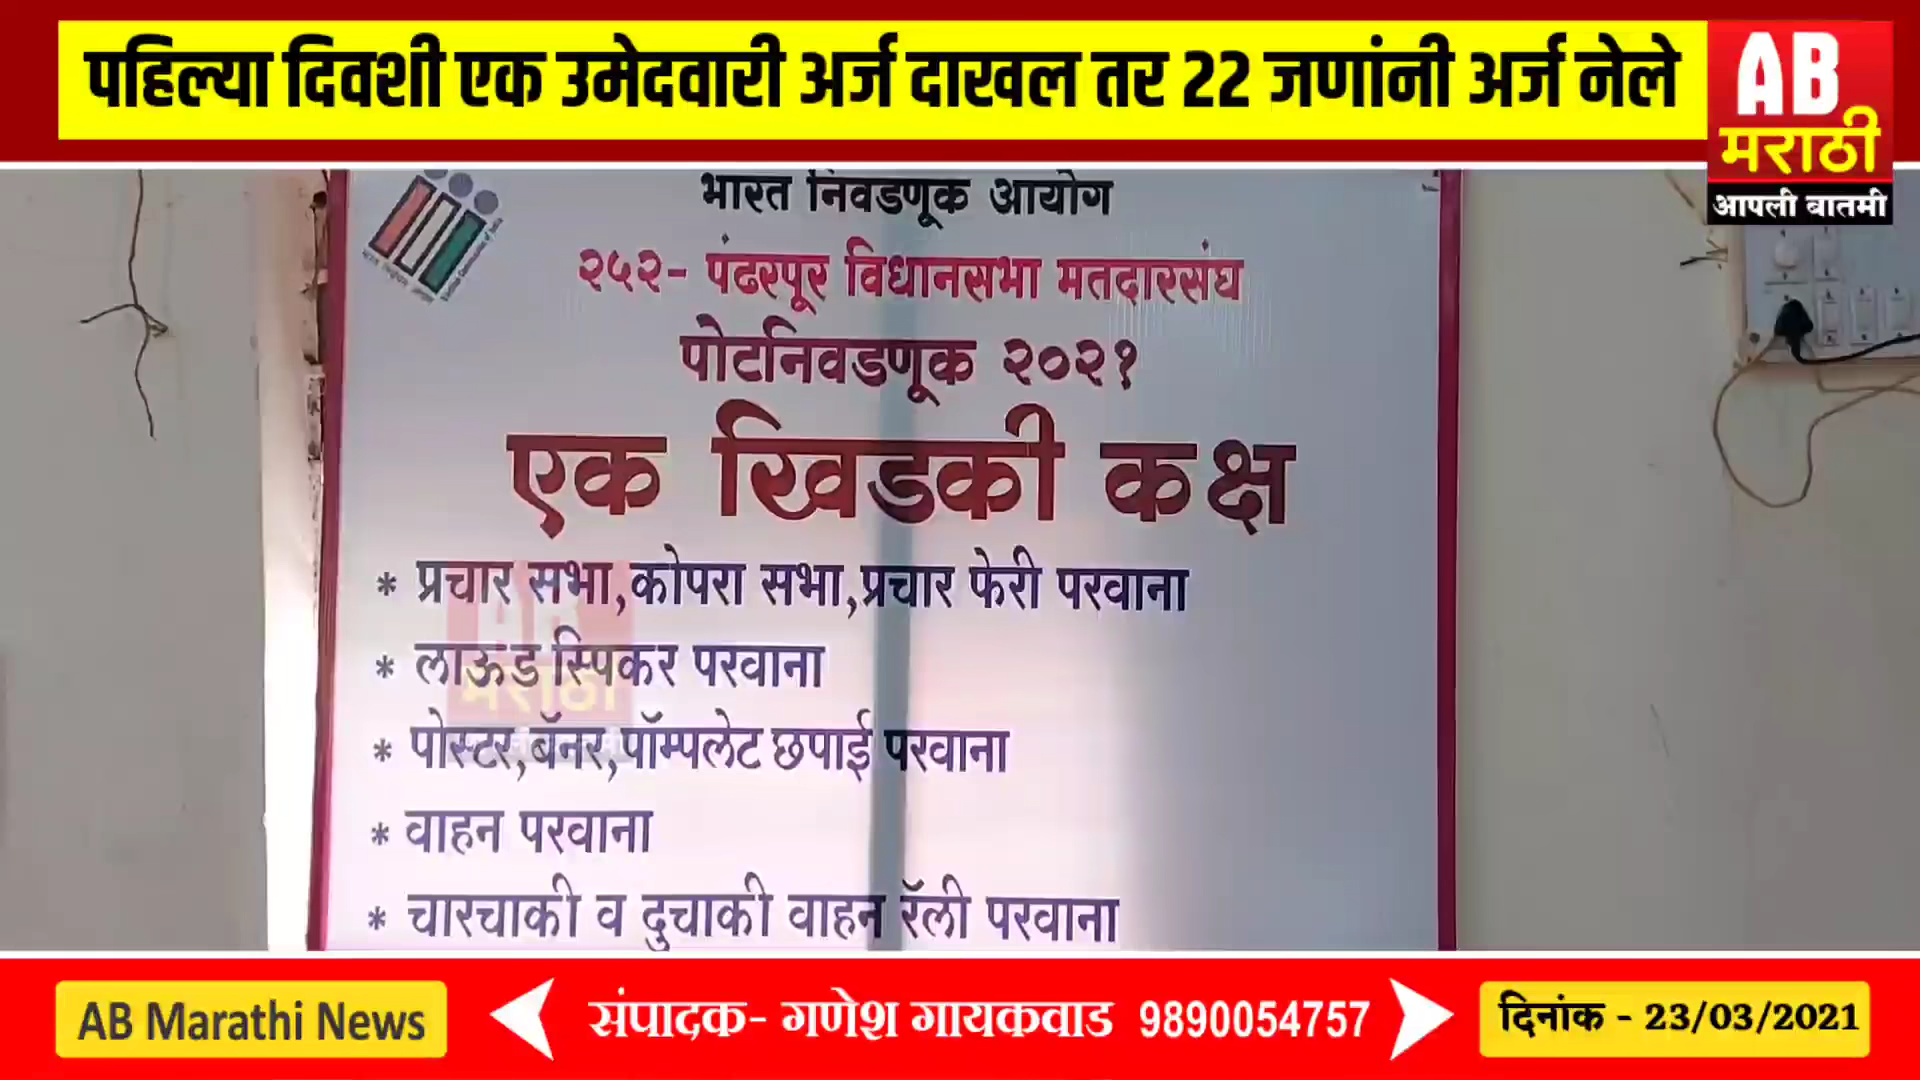 पहिल्या दिवशी एक उमेदवारी अर्ज दाखल तर 22 जणांनी अर्ज नेले
AB
मराठी
आपली बातमी
भारत निवडणूक आयोग
२५२- पंढरपूर विधानसभा मतदारसंघ
पोटनिवडणूक २०२१
एक खिडकी कक्ष
* प्रचार सभा,कोपरा सभा,प्रचार फेरी परवाना
* लाऊड स्पिकर परवाना
* पोस्टर,बॅनर,पॉम्पलेट छपाई परवाना
* वाहन परवाना
* चारचाकी व दुचाकी वाहन रॅली परवाना
AB
मराठी
AB Marathi News
संपादक- गणेश गायकवाड 9890054757
दिनांक - 23/03/2021